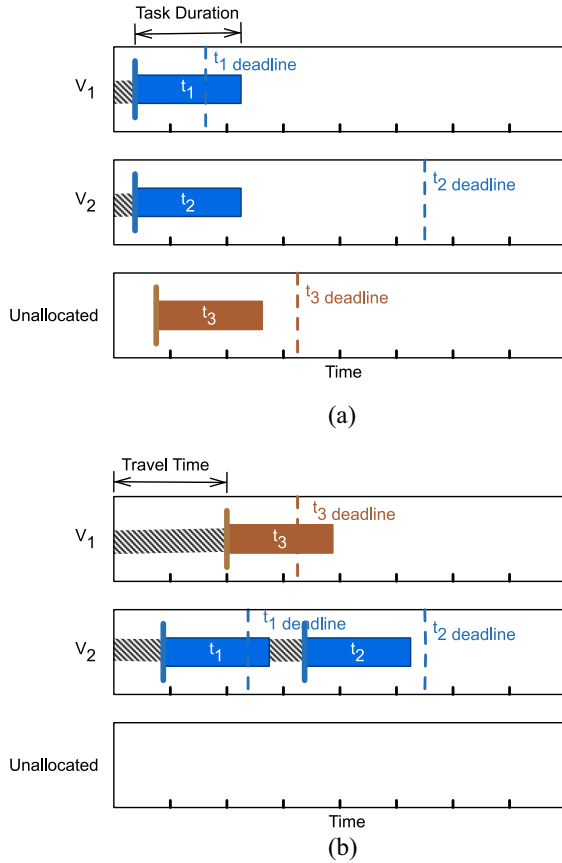 Task Duration
V1
t1
t1 deadline
V2
t2
t2 deadline
Unallocated
t3
t3 deadline
Time
(a)
Travel Time
V1
t3
t3 deadline
V2
t1
t1 deadline
t2
t2 deadline
Unallocated
Time
(b)